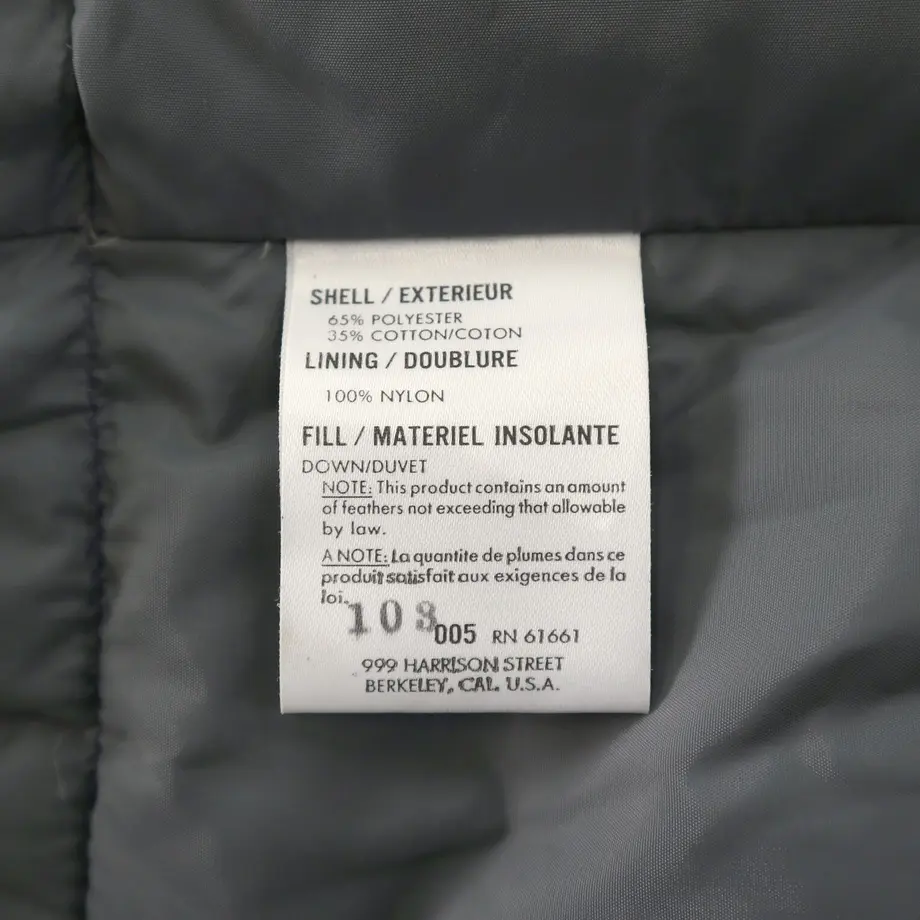 SHELL / EXTERIEUR
65% POLYESTER
35% COTTON/COTON
LINING / DOUBLURE
100% NYLON
FILL / MATERIEL INSOLANTE
DOWN/DUVET
NOTE: This product contains an amount
of feathers not exceeding that allowable
by law.
A NOTE: La quantite de plumes dans ce
produit satisfait aux exigences de la
loi.
103
005 RN 61661
999 HARRISON STREET
BERKELEY, CAL. U.S.A.